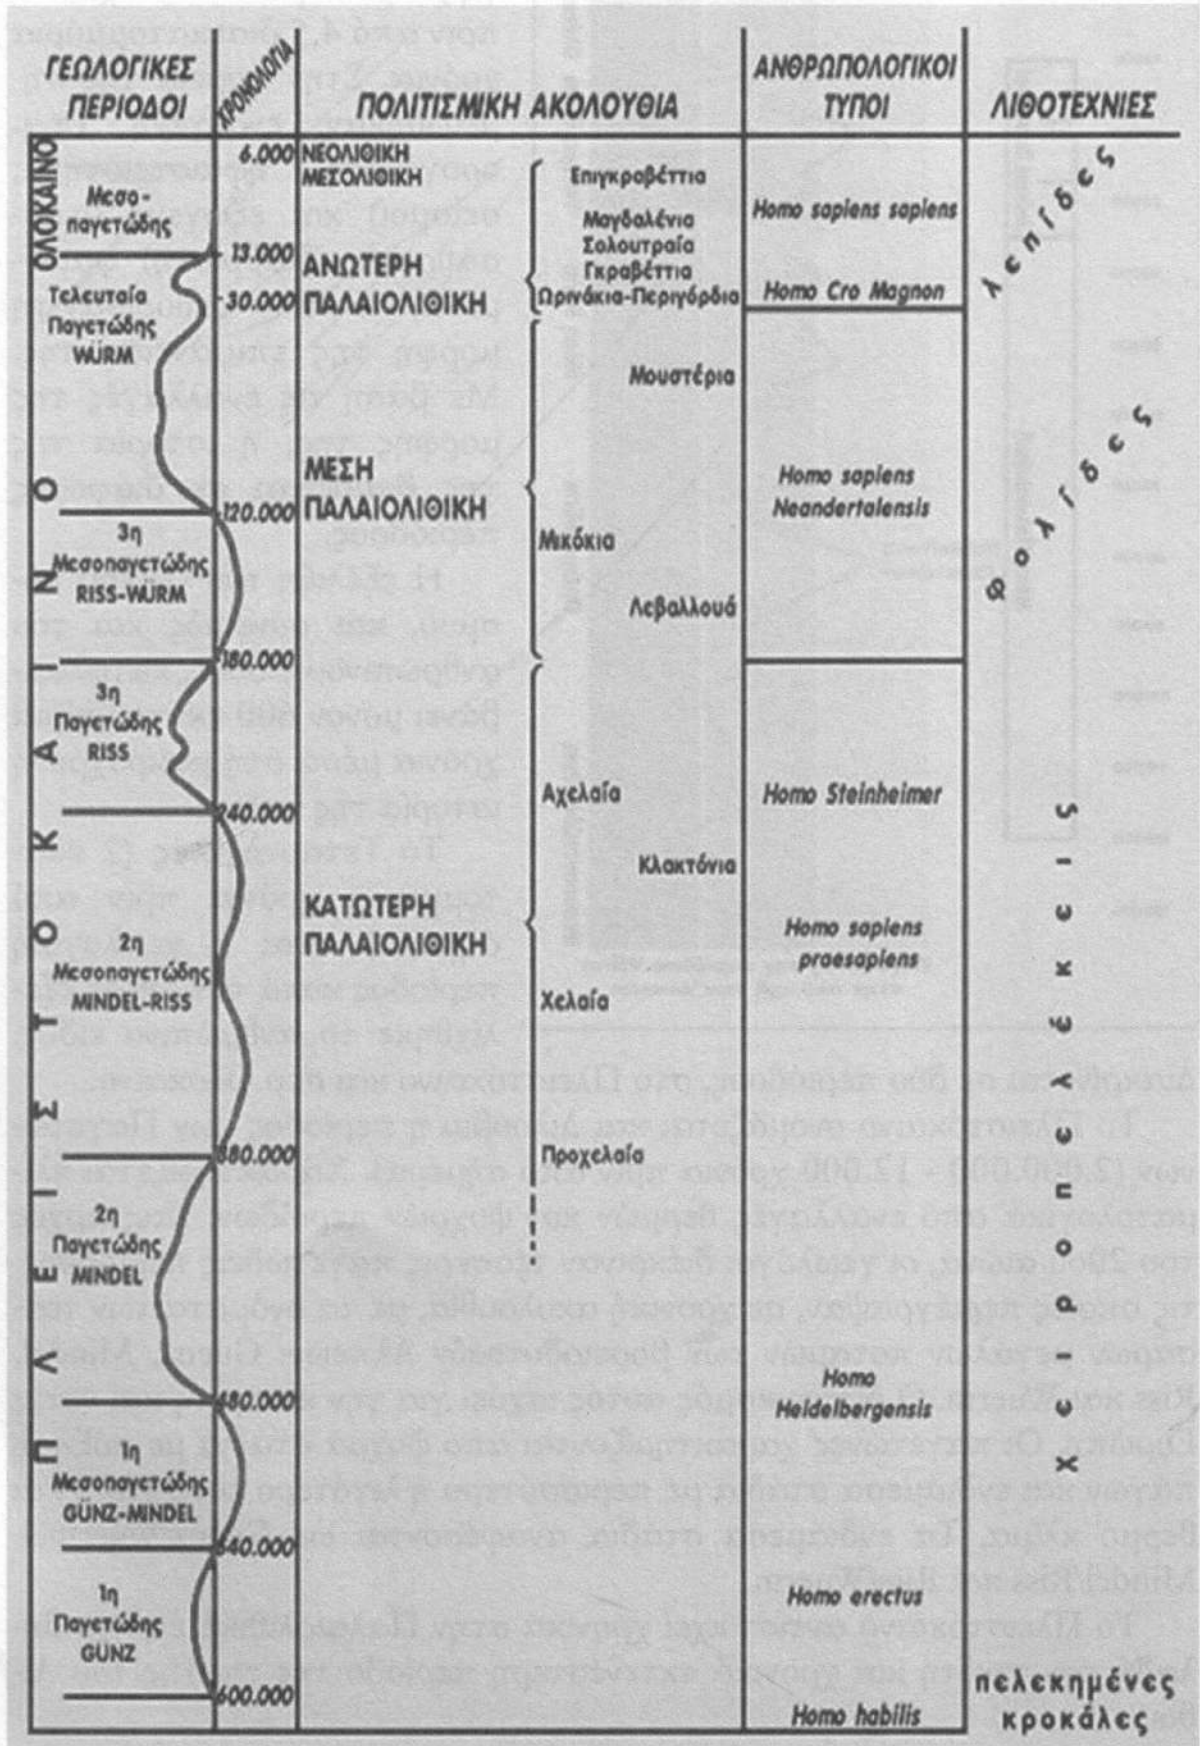 ΓΕΩΛΟΓΙΚΕΣ
ΠΕΡΙΟΔΟΙ
ΧΡΟΝΟΛΟΓΙΑ
ΠΟΛΙΤΙΣΜΙΚΗ ΑΚΟΛΟΥΘΙΑ
ΑΝΘΡΩΠΟΛΟΓΙΚΟΙ
ΤΥΠΟΙ
ΛΙΘΟΤΕΧΝΙΕΣ
ΟΛΟΚΑΙΝΟ
Μεσο-
παγετώδης
ΠΛΕΙΣΤΟΚΑΙΝΟ
Τελευταία
Παγετώδης
WÜRM
3η
Μεσοπαγετώδης
RISS-WÜRM
3η
Παγετώδης
RISS
2η
Μεσοπαγετώδης
MINDEL-RISS
2η
Παγετώδης
MINDEL
1η
Μεσοπαγετώδης
GÜNZ-MINDEL
1η
Παγετώδης
GUNZ
6.000
13.000
30.000
120.000
180.000
240.000
380.000
480.000
540.000
600.000
ΝΕΟΛΙΘΙΚΗ
ΜΕΣΟΛΙΘΙΚΗ
ΑΝΩΤΕΡΗ
ΠΑΛΑΙΟΛΙΘΙΚΗ
ΜΕΣΗ
ΠΑΛΑΙΟΛΙΘΙΚΗ
ΚΑΤΩΤΕΡΗ
ΠΑΛΑΙΟΛΙΘΙΚΗ
Επιγκραβέττια
Μαγδαλένια
Σολουτραία
Γκραβέττια
Ωρινάκια-Περιγόρδια
Μουστέρια
Μικόκια
Λεβαλλουά
Αχελαία
Κλακτόνια
Χελαία
Προχελαία
Homo sapiens sapiens
Homo Cro Magnon
Homo sapiens
Neandertalensis
Homo Steinheimer
Homo sapiens
praesapiens
Homo
Heidelbergensis
Homo erectus
Homo habilis
λεπίδες
Φολίδες
Χειροπελέκεις
πελεκημένες
κροκάλες